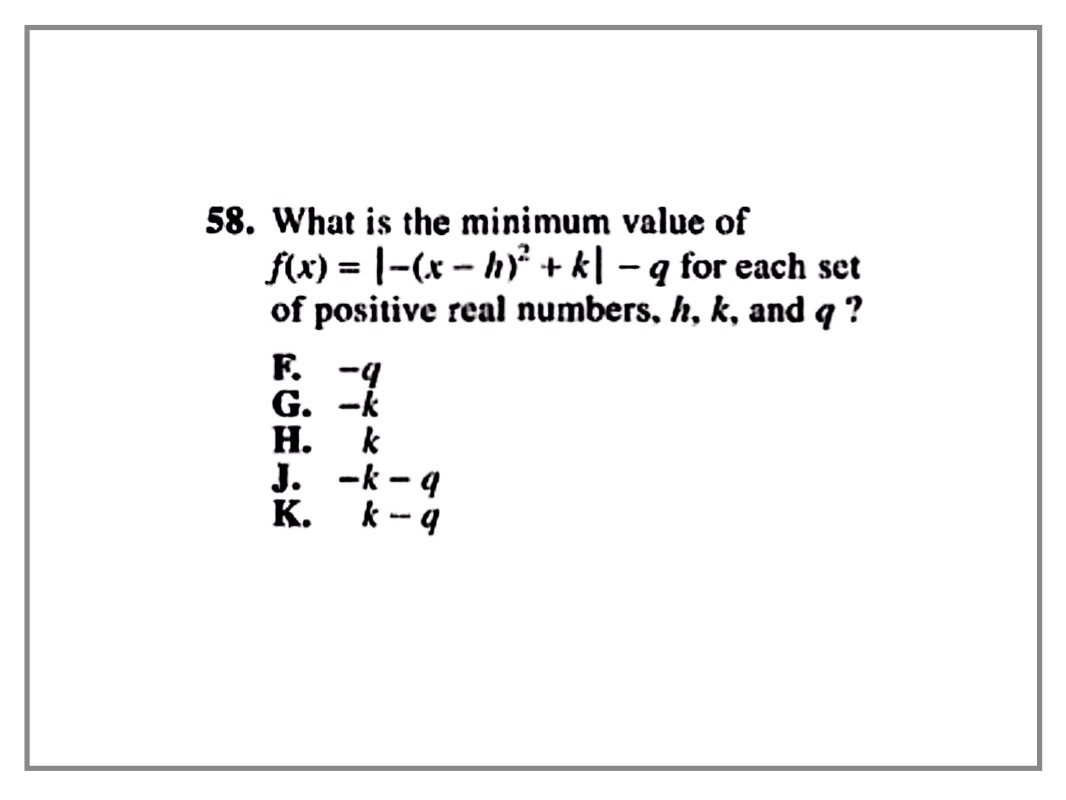 58. What is the minimum value of
f(x) = |−(x − h)² + k| − q for each set
of positive real numbers, h, k, and q ?
F. −q
G. −k
H. k
J. −k − q
K. k − q